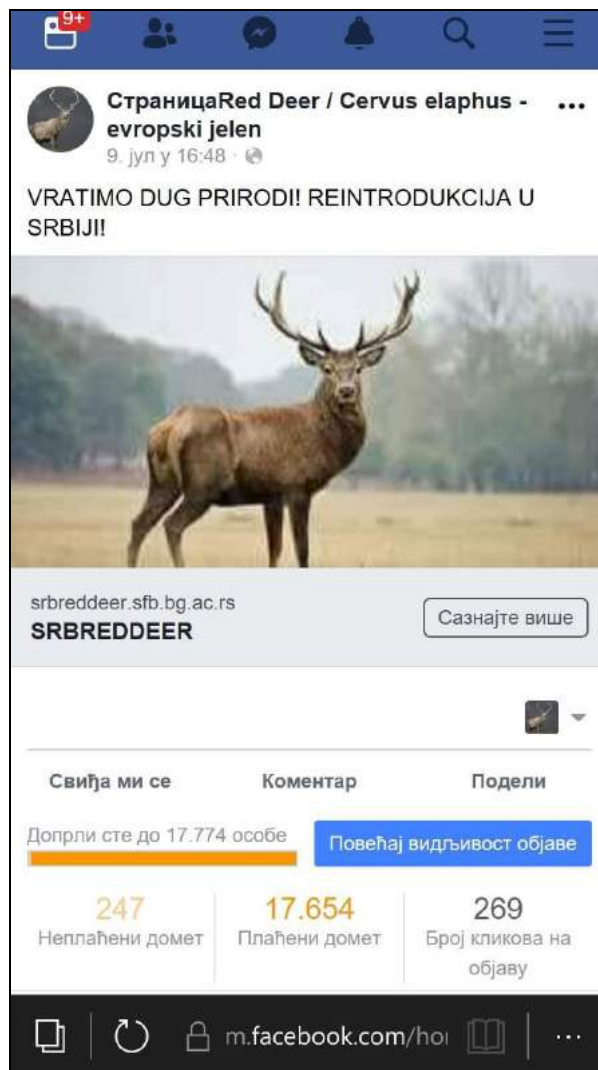 9+
СтраницаRed Deer / Cervus elaphus -
evropski jelen
9. јул у 16:48
VRATIMO DUG PRIRODI! REINTRODUKCIJA U
SRBIJI!
srbreddeer.sfb.bg.ac.rs
SRBREDDEER
Сазнајте више
Свиђа ми се Коментар Подели
Допрли сте до 17.774 особе
Повећај видљивост објаве
247 17.654 269
Неплаћени домет Плаћени домет Број кликова на
објаву
m.facebook.com/hoı